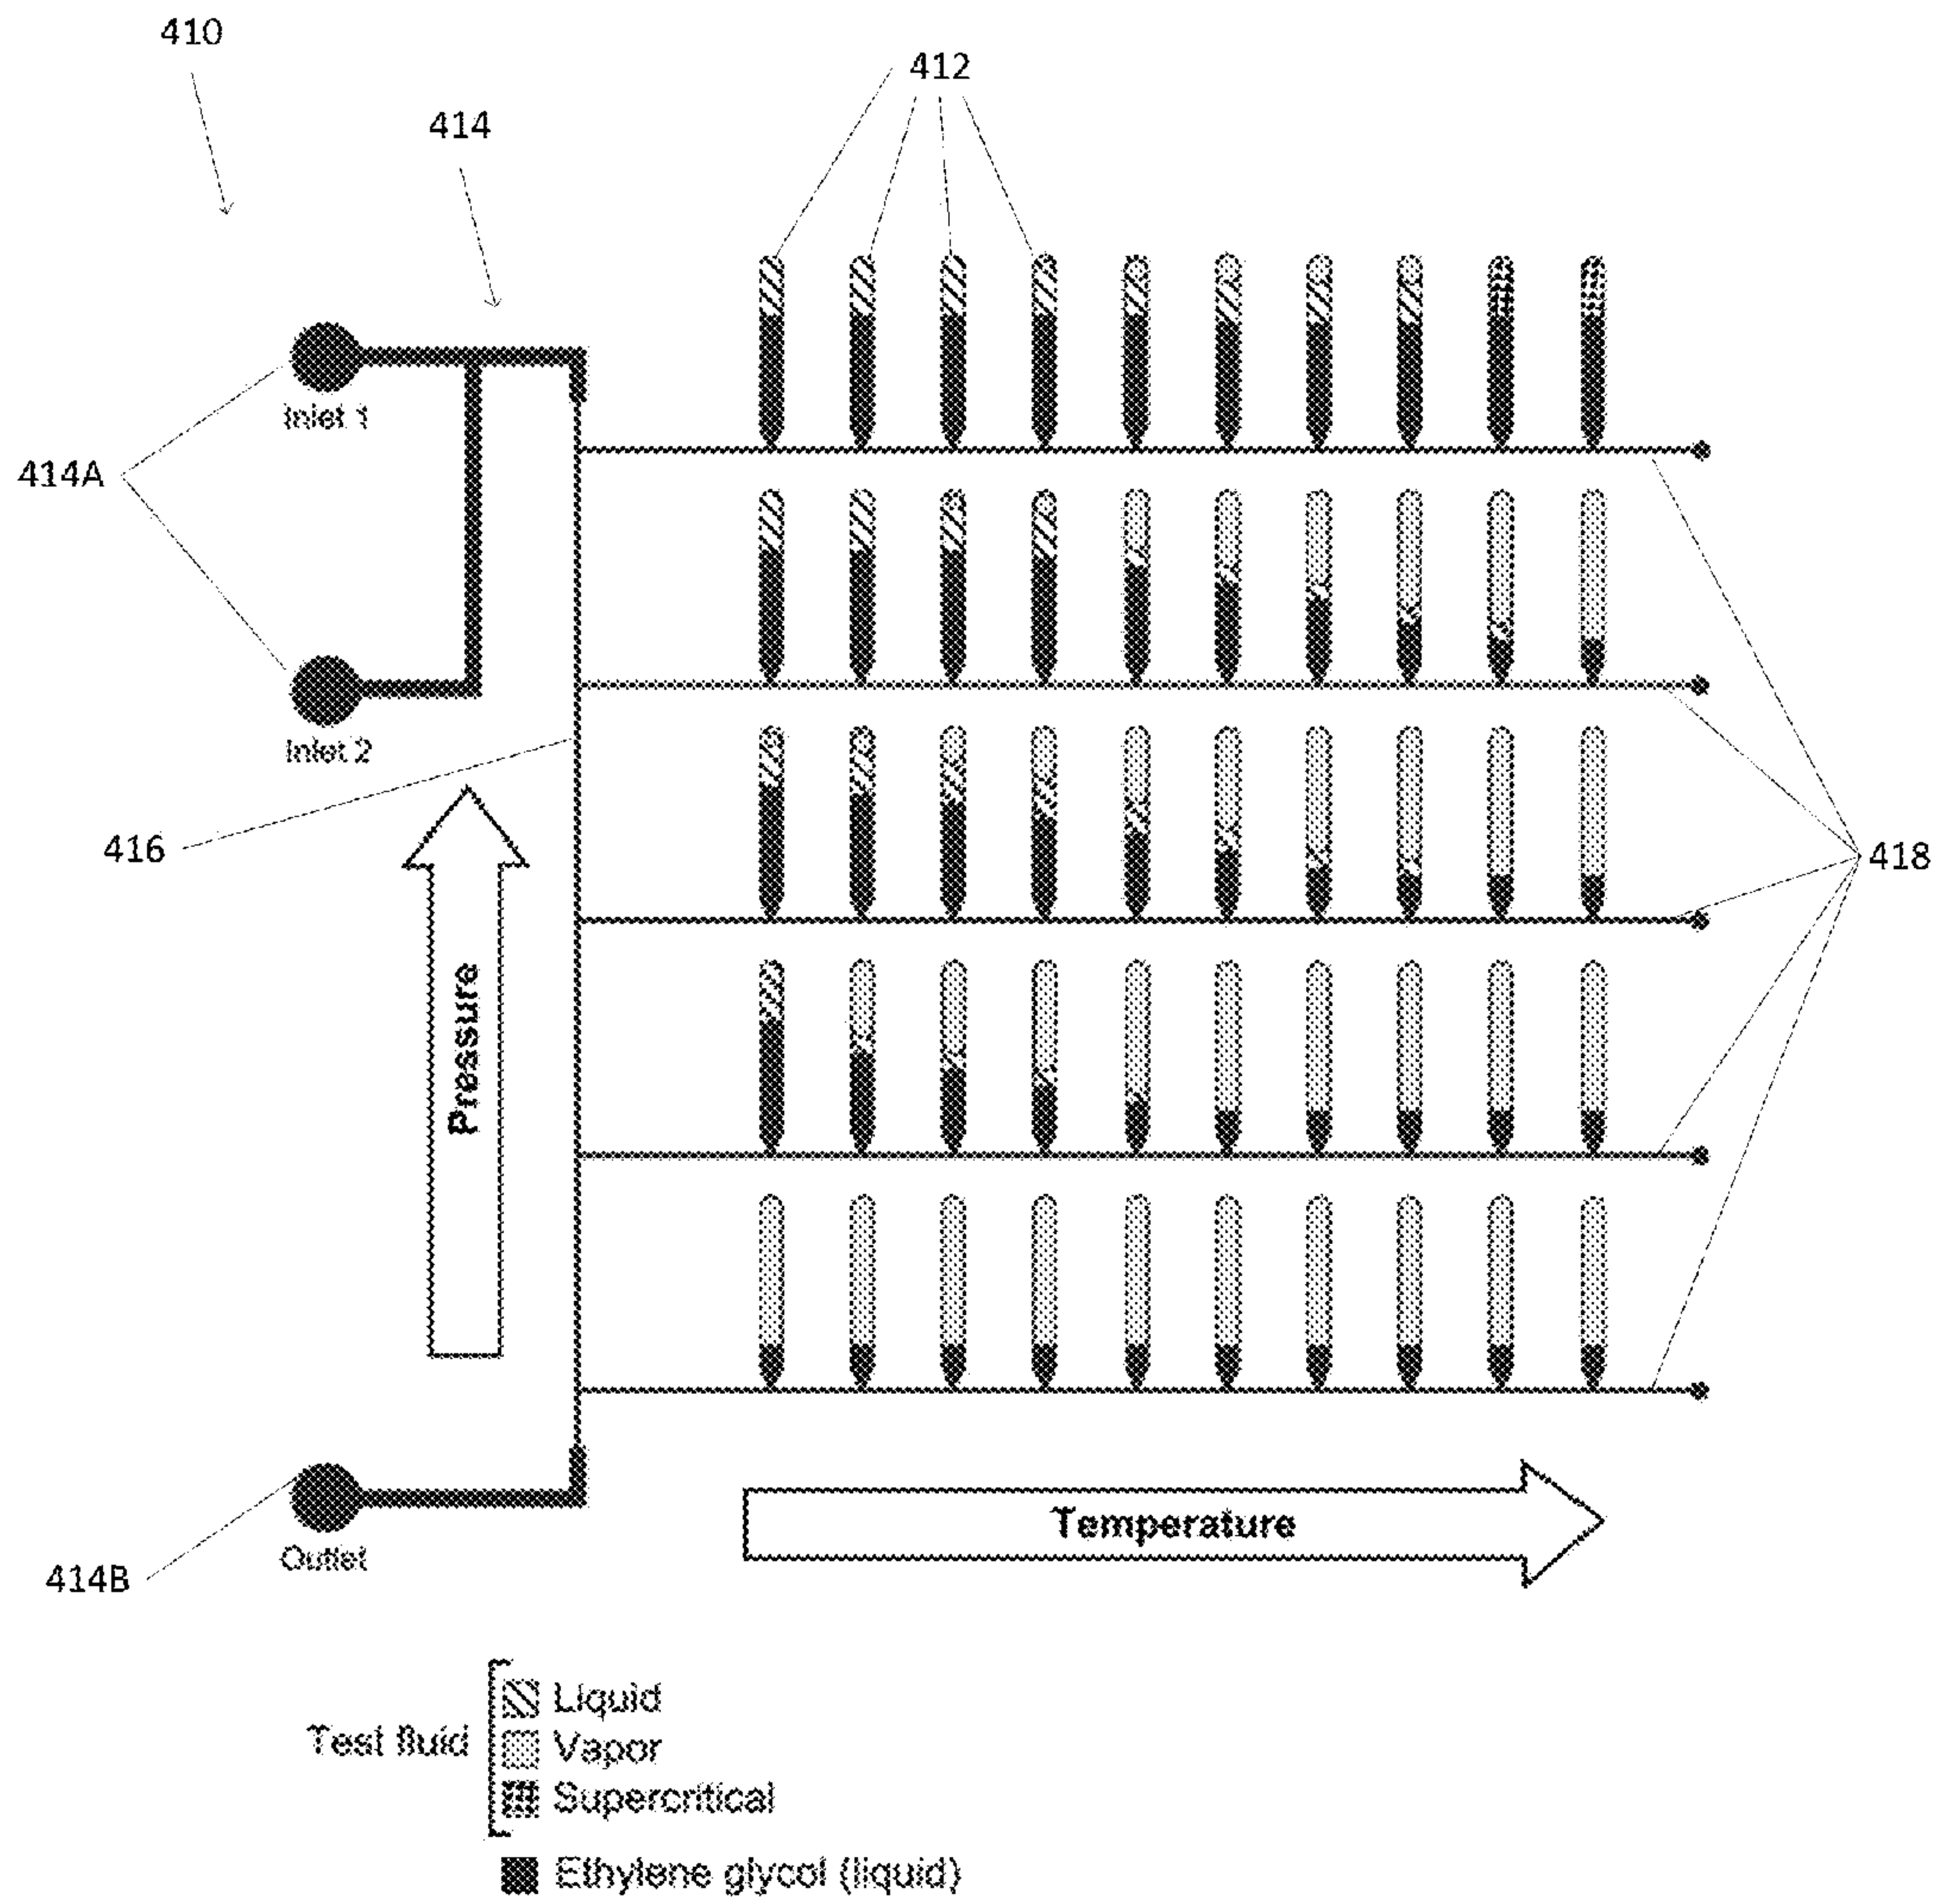 410
412
414
Inlet 1
414A
Inlet 2
416
418
Pressure
Temperature
Outlet
414B
Liquid
Test fluid
Vapor
Supercritical
Ethylene glycol (liquid)